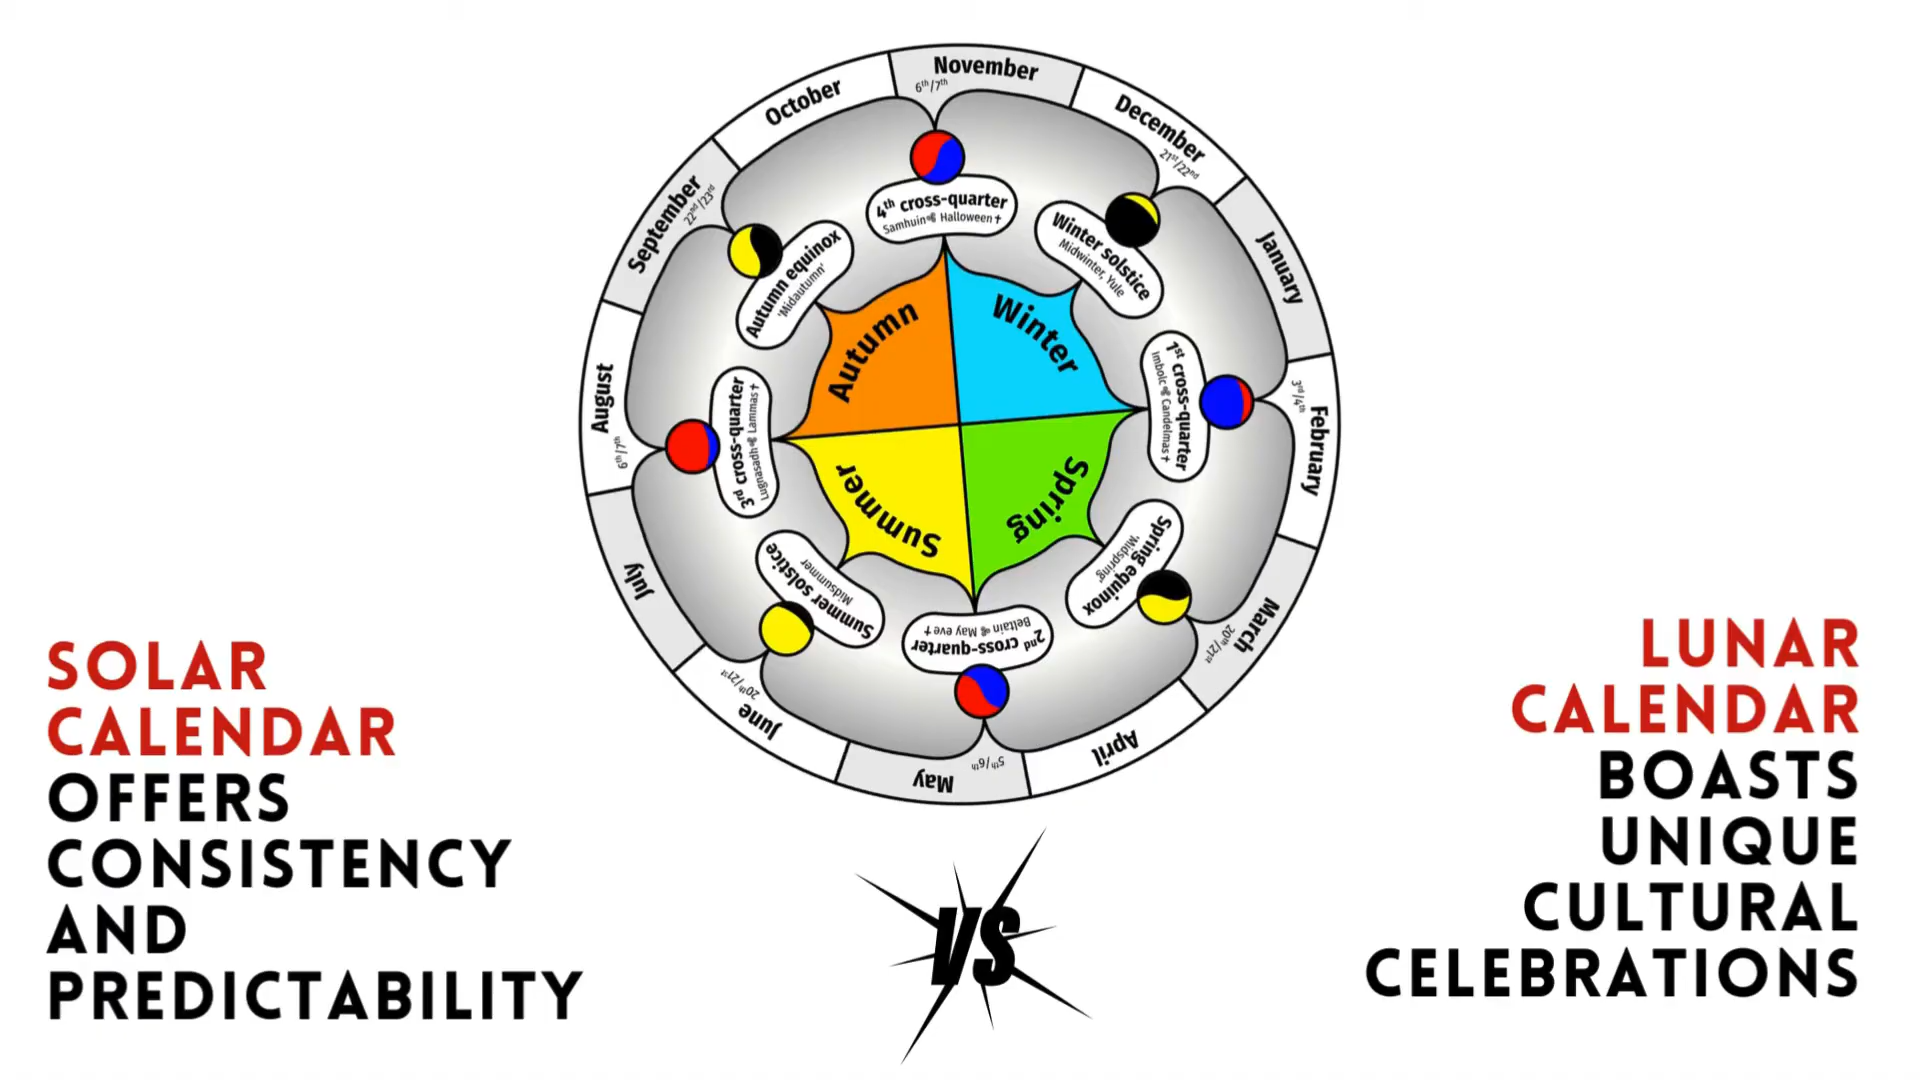 November
6th/7th
December
21st/22nd
January
February
3rd/4th
March
20th/21st
April
May
5th/6th
June
20th/21st
July
August
6th/7th
September
22nd/23rd
October
4th cross-quarter
Samhuin Halloween†
Winter solstice
Midwinter, Yule
1st cross-quarter
Imbolc Candelmas†
Spring equinox
'Midspring'
2nd cross-quarter
Beltain May eve†
Summer solstice
Midsummer
3rd cross-quarter
Lugnasadh Lammas†
Autumn equinox
'Midautumn'
Autumn
Winter
Spring
Summer
SOLAR
CALENDAR
OFFERS
CONSISTENCY
AND
PREDICTABILITY
VS
LUNAR
CALENDAR
BOASTS
UNIQUE
CULTURAL
CELEBRATIONS